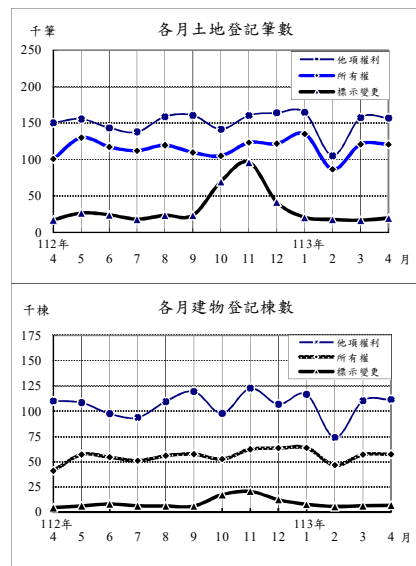 各月土地登記筆數
千筆
250
200
150
100
50
0
他項權利
所有權
標示變更
112年 113年
4 5 6 7 8 9 10 11 12 1 2 3 4 月
各月建物登記棟數
千棟
175
150
125
100
75
50
25
0
他項權利
所有權
標示變更
112年 113年
4 5 6 7 8 9 10 11 12 1 2 3 4 月